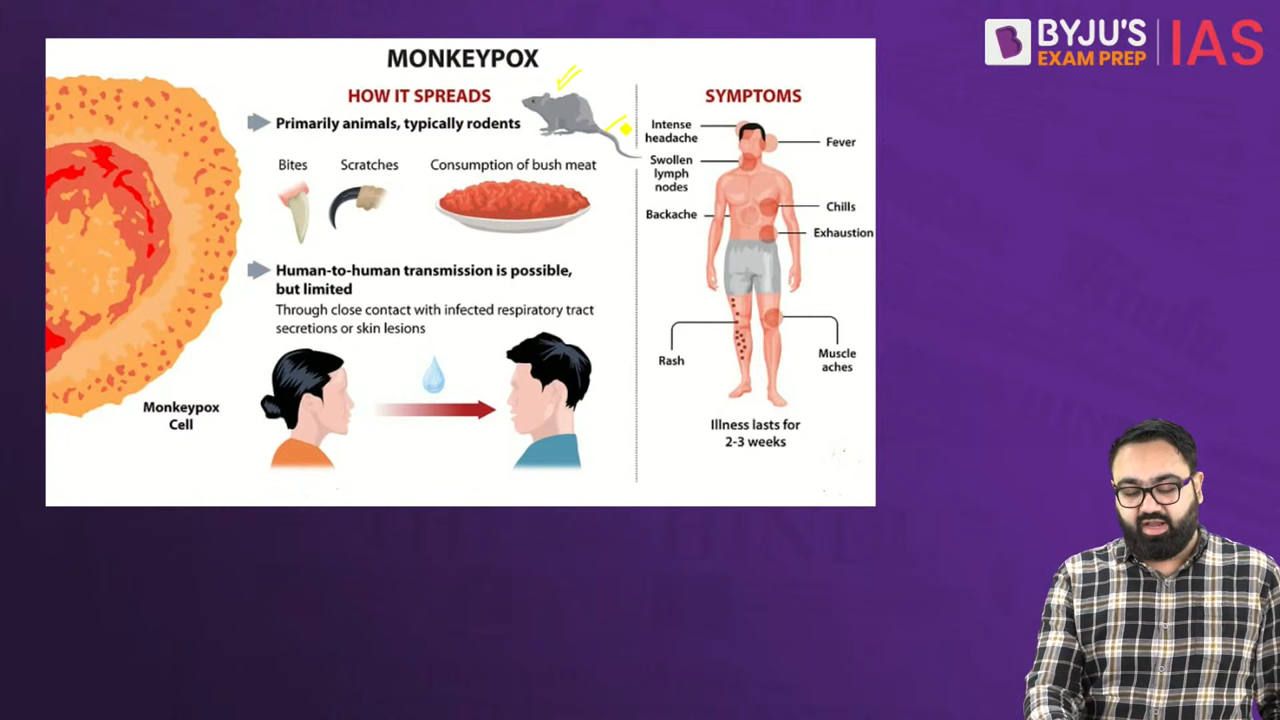 BYJU'S
EXAM PREP
IAS
MONKEYPOX
HOW IT SPREADS
Primarily animals, typically rodents
Bites
Scratches
Consumption of bush meat
Human-to-human transmission is possible,
but limited
Through close contact with infected respiratory tract
secretions or skin lesions
Monkeypox
Cell
SYMPTOMS
Intense
headache
Fever
Swollen
lymph
nodes
Backache
Chills
Exhaustion
Rash
Muscle
aches
Illness lasts for
2-3 weeks